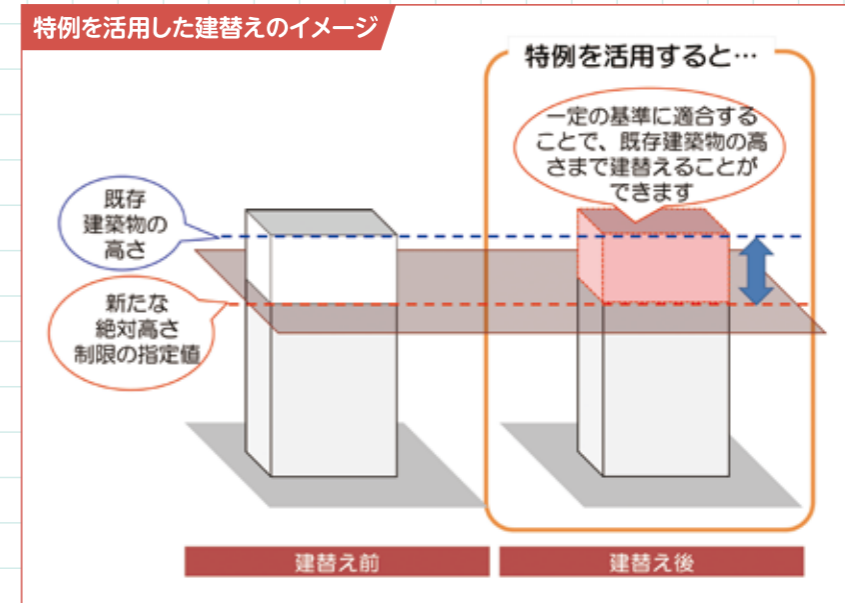 特例を活用した建替えのイメージ
特例を活用すると…
一定の基準に適合する
ことで、既存建築物の高
さまで建替えることが
できます
既存
建築物の
高さ
新たな
絶対高さ
制限の指定値
建替え前
建替え後